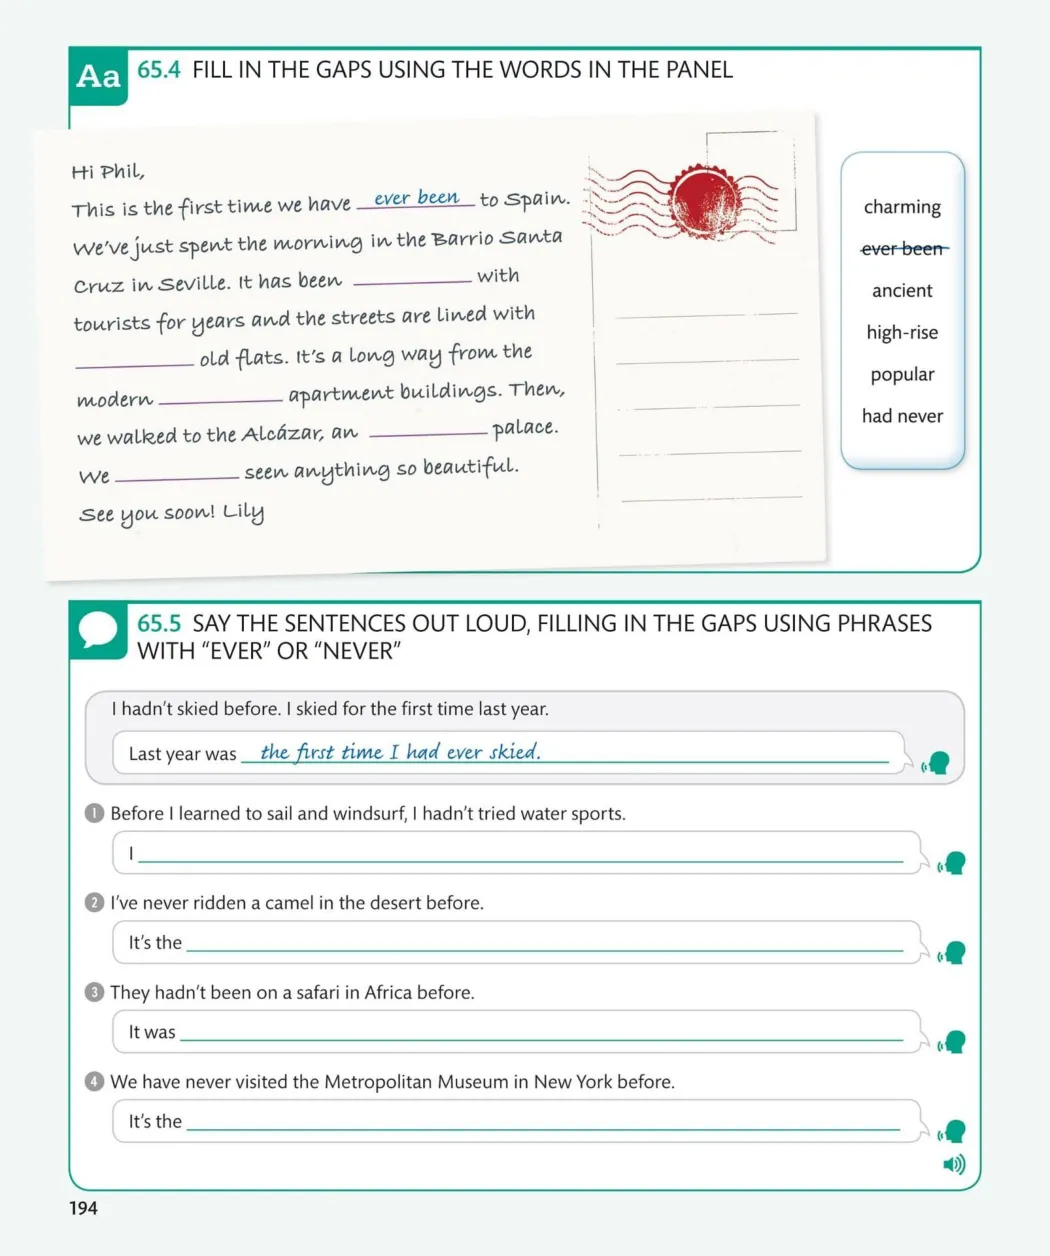 Aa 65.4 FILL IN THE GAPS USING THE WORDS IN THE PANEL
Hi Phil,
This is the first time we have ever been to Spain.
We've just spent the morning in the Barrio Santa
Cruz in Seville. It has been ____________ with
tourists for years and the streets are lined with
____________ old flats. It's a long way from the
modern ____________ apartment buildings. Then,
we walked to the Alcázar, an ____________ palace.
We ____________ seen anything so beautiful.
See you soon! Lily
charming
ever been
ancient
high-rise
popular
had never
65.5 SAY THE SENTENCES OUT LOUD, FILLING IN THE GAPS USING PHRASES
WITH “EVER” OR “NEVER”
I hadn't skied before. I skied for the first time last year.
Last year was the first time I had ever skied.
1 Before I learned to sail and windsurf, I hadn't tried water sports.
I ____________
2 I've never ridden a camel in the desert before.
It's the ____________
3 They hadn't been on a safari in Africa before.
It was ____________
4 We have never visited the Metropolitan Museum in New York before.
It's the ____________
194